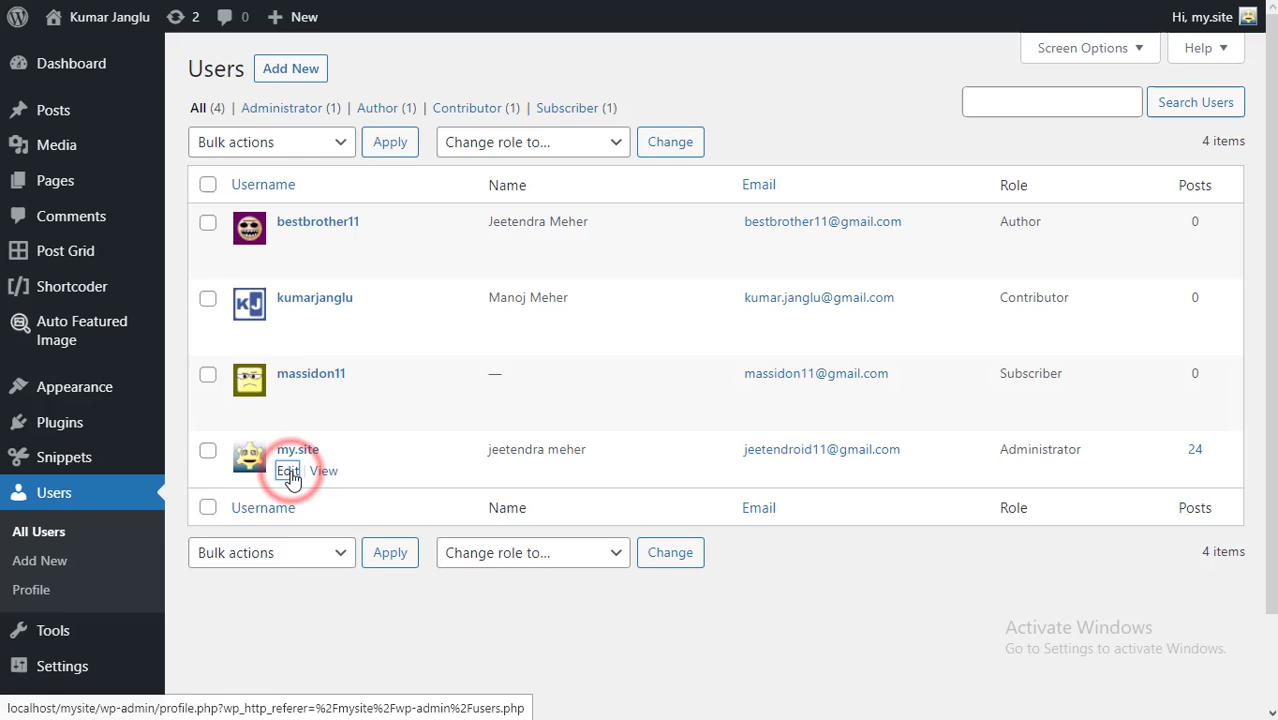 Kumar Janglu 2 0 New Hi, my.site
Dashboard
Posts
Media
Pages
Comments
Post Grid
Shortcoder
Auto Featured
Image
Appearance
Plugins
Snippets
Users
All Users
Add New
Profile
Tools
Settings
Screen Options Help
Users Add New
All (4) | Administrator (1) | Author (1) | Contributor (1) | Subscriber (1)
Search Users
Bulk actions Apply Change role to... Change 4 items
Username Name Email Role Posts
bestbrother11 Jeetendra Meher bestbrother11@gmail.com Author 0
kumarjanglu Manoj Meher kumar.janglu@gmail.com Contributor 0
massidon11 — massidon11@gmail.com Subscriber 0
my.site jeetendra meher jeetendroid11@gmail.com Administrator 24
Edit | View
Username Name Email Role Posts
Bulk actions Apply Change role to... Change 4 items
Activate Windows
Go to Settings to activate Windows.
localhost/mysite/wp-admin/profile.php?wp_http_referer=%2Fmysite%2Fwp-admin%2Fusers.php